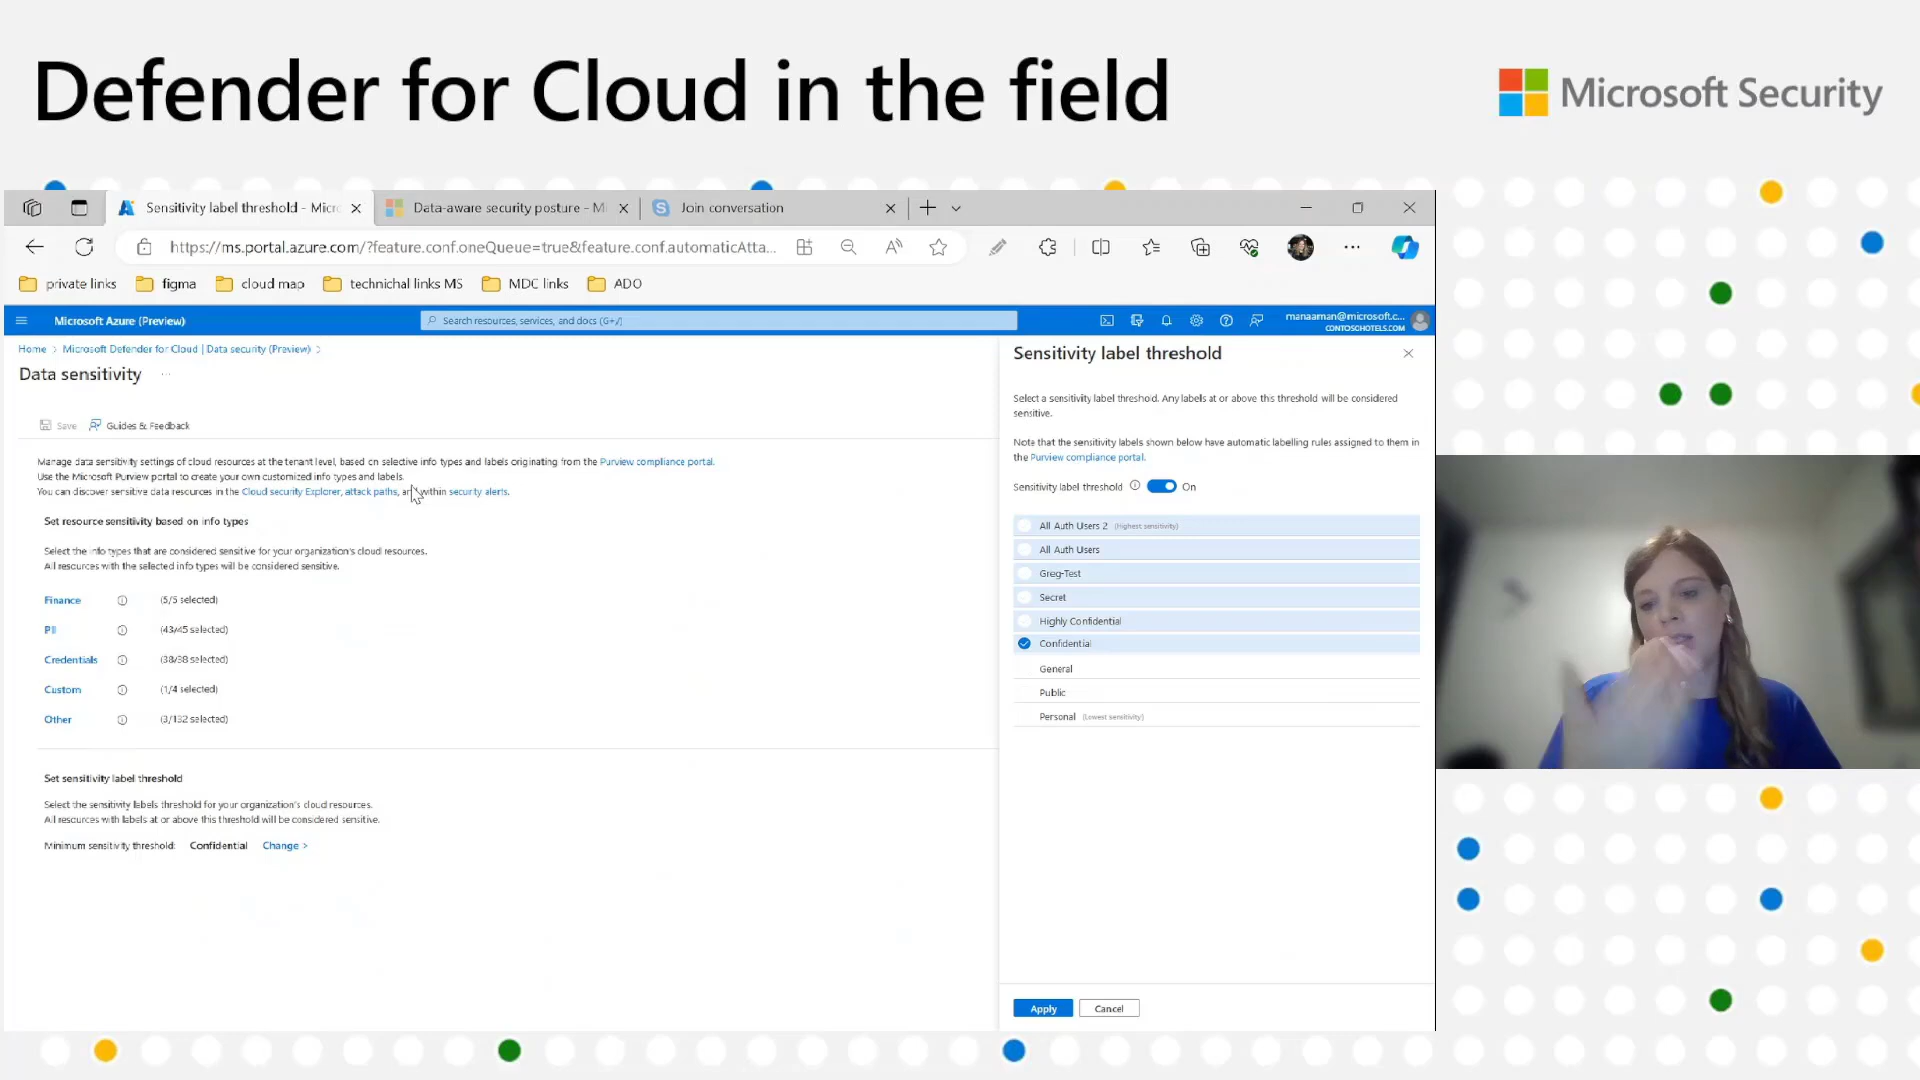 Defender for Cloud in the field
Microsoft Security
Sensitivity label threshold - Micro
Data-aware security posture - Mi
Join conversation
https://ms.portal.azure.com/?feature.conf.oneQueue=true&feature.conf.automaticAtta...
private links
figma
cloud map
technichal links MS
MDC links
ADO
Microsoft Azure (Preview)
Search resources, services, and docs (G+/)
manaaman@microsoft.c...
CONTOSOHOTELS.COM
Home > Microsoft Defender for Cloud | Data security (Preview) >
Data sensitivity ...
Save
Guides & Feedback
Manage data sensitivity settings of cloud resources at the tenant level, based on selective info types and labels originating from the Purview compliance portal.
Use the Microsoft Purview portal to create your own customized info types and labels.
You can discover sensitive data resources in the Cloud security Explorer, attack paths, and within security alerts.
Set resource sensitivity based on info types
Select the info types that are considered sensitive for your organization's cloud resources.
All resources with the selected info types will be considered sensitive.
Finance (5/5 selected)
PII (43/45 selected)
Credentials (38/38 selected)
Custom (1/4 selected)
Other (3/132 selected)
Set sensitivity label threshold
Select the sensitivity labels threshold for your organization's cloud resources.
All resources with labels at or above this threshold will be considered sensitive.
Minimum sensitivity threshold: Confidential Change >
Sensitivity label threshold
Select a sensitivity label threshold. Any labels at or above this threshold will be considered
sensitive.
Note that the sensitivity labels shown below have automatic labelling rules assigned to them in
the Purview compliance portal.
Sensitivity label threshold On
All Auth Users 2 (Highest sensitivity)
All Auth Users
Greg-Test
Secret
Highly Confidential
Confidential
General
Public
Personal (Lowest sensitivity)
Apply
Cancel